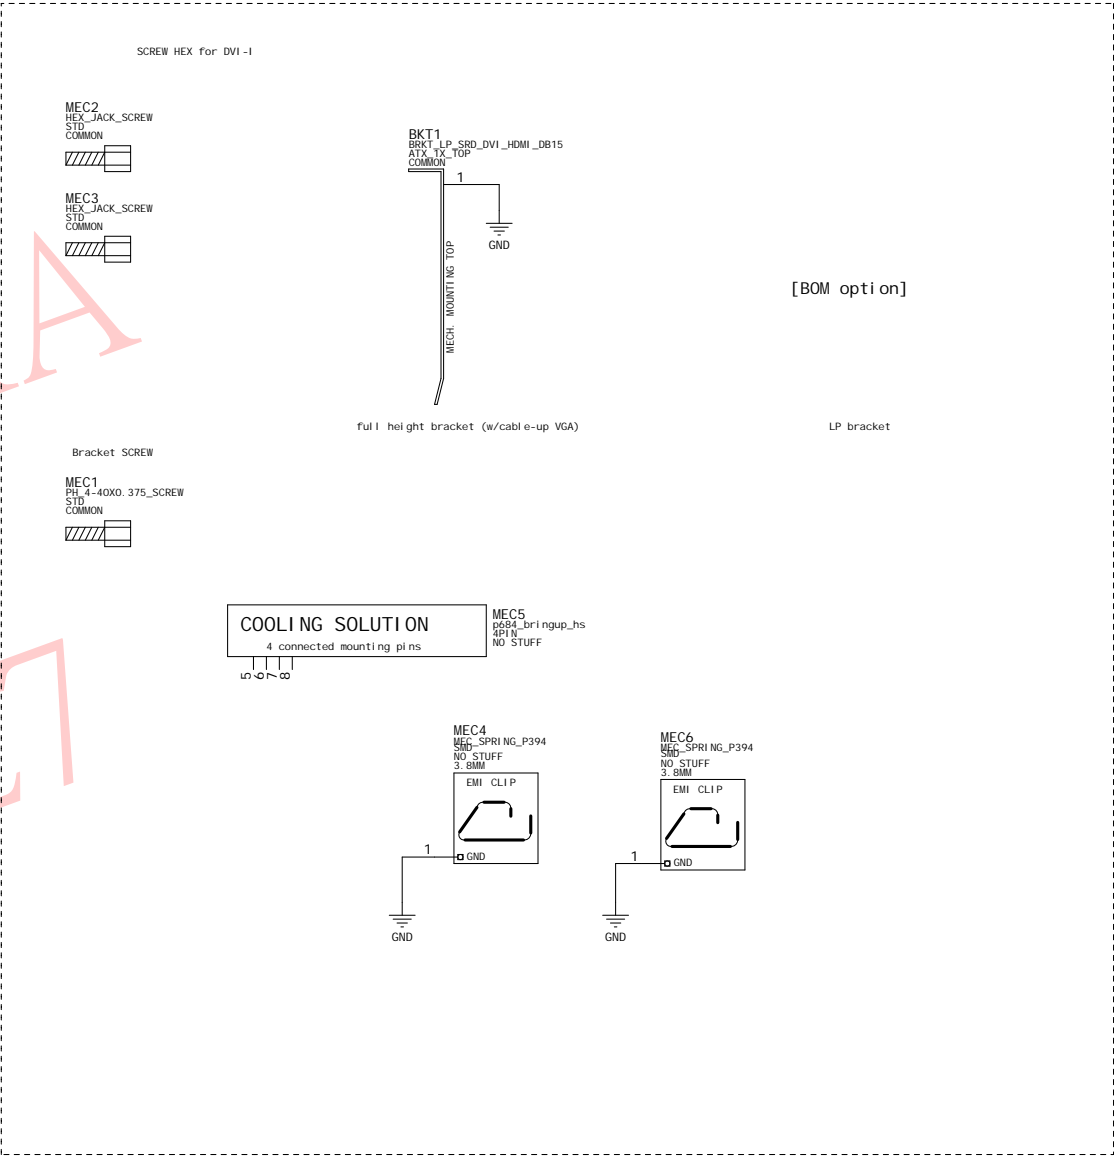 SCREW HEX for DVI-I
MEC2
HEX_JACK_SCREW
STD
COMMON
MEC3
HEX_JACK_SCREW
STD
COMMON
BKT1
BRKT_LP_SRD_DVI_HDMI_DB15
ATX_1X_TOP
COMMON
1
GND
MECH. MOUNTING TOP
[BOM option]
full height bracket (w/cable-up VGA)
LP bracket
Bracket SCREW
MEC1
PH_4-40X0.375_SCREW
STD
COMMON
COOLING SOLUTION
4 connected mounting pins
5
6
7
8
MEC5
p684_bringup_hs
4PIN
NO STUFF
MEC4
MEC_SPRING_P394
SMD
NO STUFF
3.8MM
EMI CLIP
1
GND
GND
MEC6
MEC_SPRING_P394
SMD
NO STUFF
3.8MM
EMI CLIP
1
GND
GND